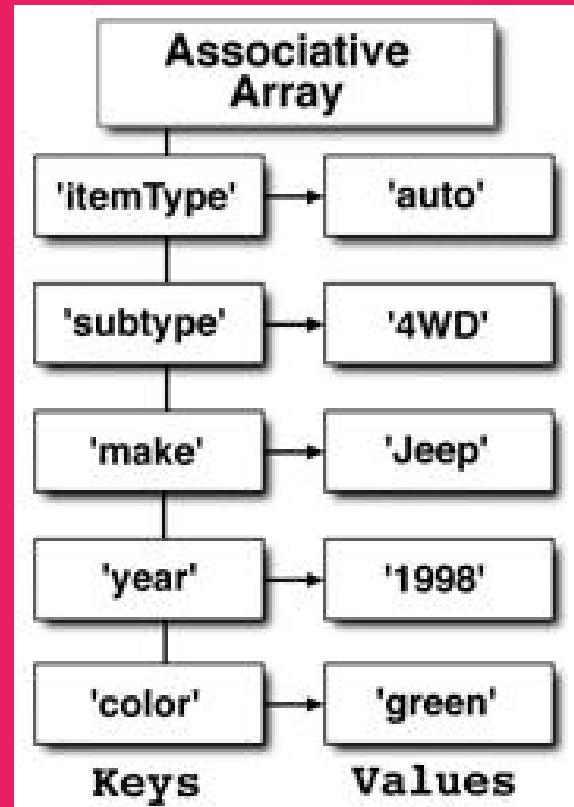 Associative
Array
'itemType' 'auto'
'subtype' '4WD'
'make' 'Jeep'
'year' '1998'
'color' 'green'
Keys Values